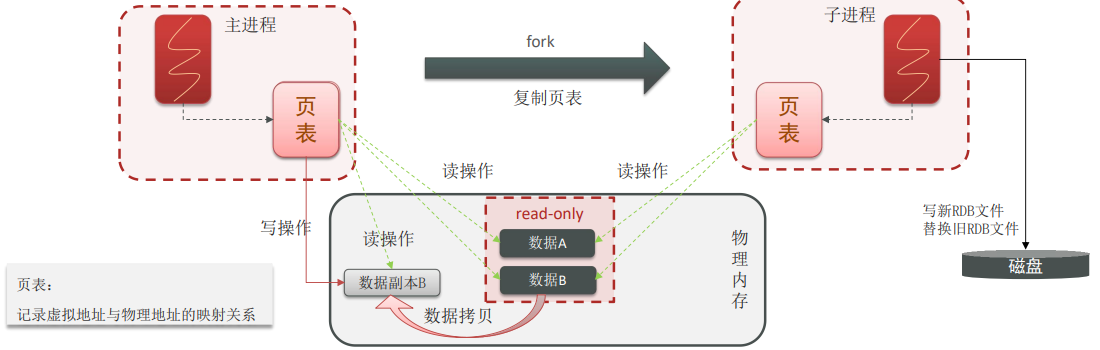 主进程
fork
复制页表
子进程
页
表
页
表
读操作
读操作
写操作
读操作
read-only
数据A
数据B
数据副本B
数据拷贝
物
理
内
存
写新RDB文件
替换旧RDB文件
磁盘
页表：
记录虚拟地址与物理地址的映射关系